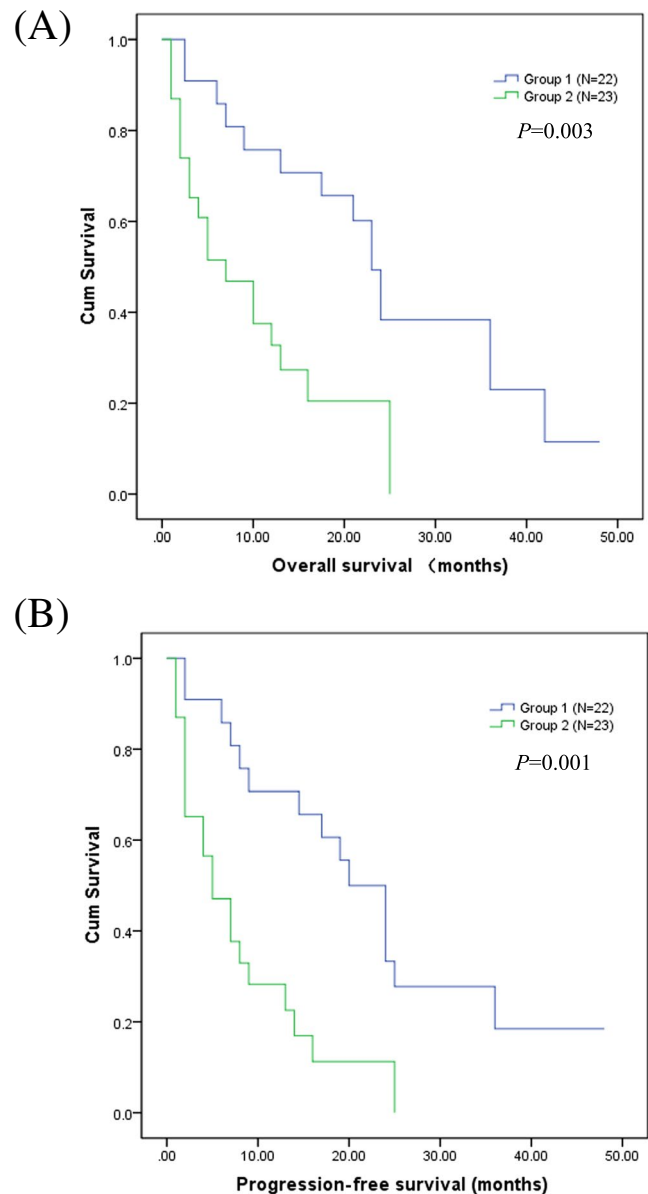 (A)
1.0
0.8
0.6
0.4
0.2
0.0
Cum Survival
Group 1 (N=22)
Group 2 (N=23)
P=0.003
.00 10.00 20.00 30.00 40.00 50.00
Overall survival （months)
(B)
1.0
0.8
0.6
0.4
0.2
0.0
Cum Survival
Group 1 (N=22)
Group 2 (N=23)
P=0.001
.00 10.00 20.00 30.00 40.00 50.00
Progression-free survival (months)